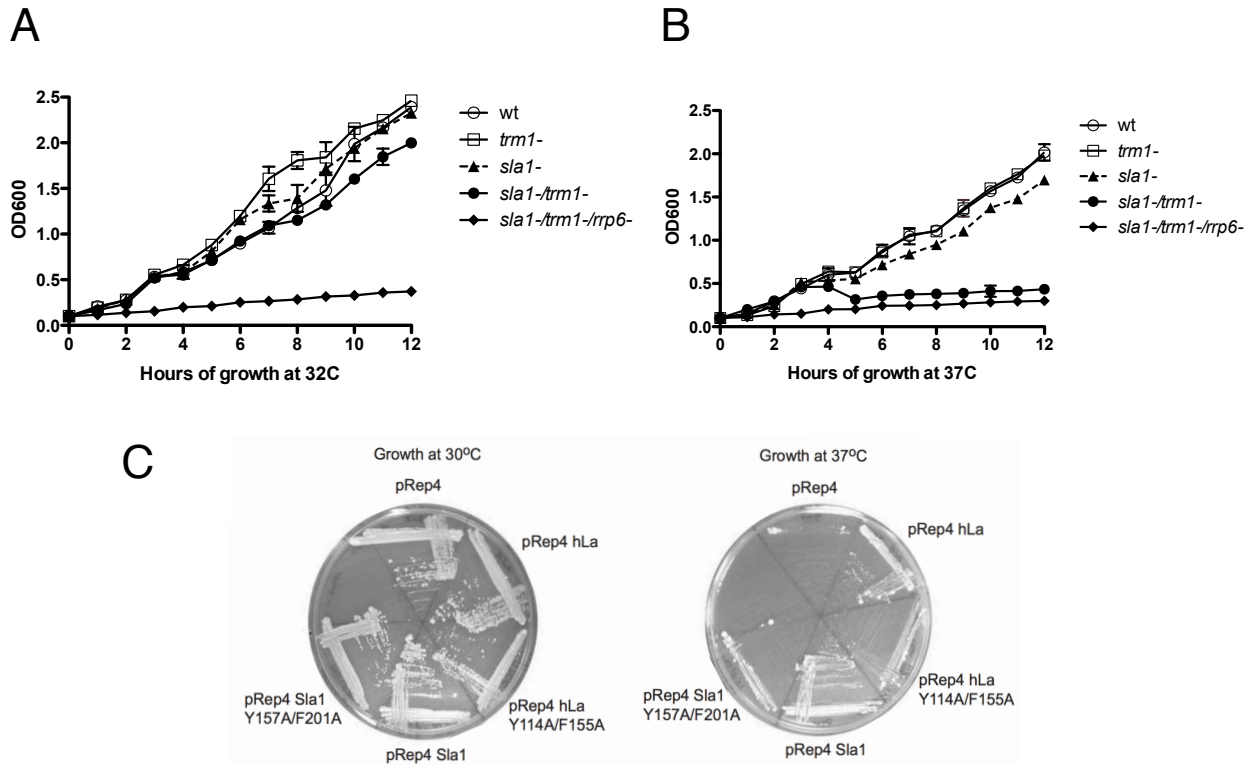 A
B
2.5
2.0
1.5
1.0
0.5
0.0
OD600
0
2
4
6
8
10
12
Hours of growth at 32C
wt
trm1-
sla1-
sla1-/trm1-
sla1-/trm1-/rrp6-
2.5
2.0
1.5
1.0
0.5
0.0
OD600
0
2
4
6
8
10
12
Hours of growth at 37C
wt
trm1-
sla1-
sla1-/trm1-
sla1-/trm1-/rrp6-
C
Growth at 30ºC
pRep4
pRep4 hLa
pRep4 hLa
Y114A/F155A
pRep4 Sla1
pRep4 Sla1
Y157A/F201A
Growth at 37ºC
pRep4
pRep4 hLa
pRep4 hLa
Y114A/F155A
pRep4 Sla1
pRep4 Sla1
Y157A/F201A